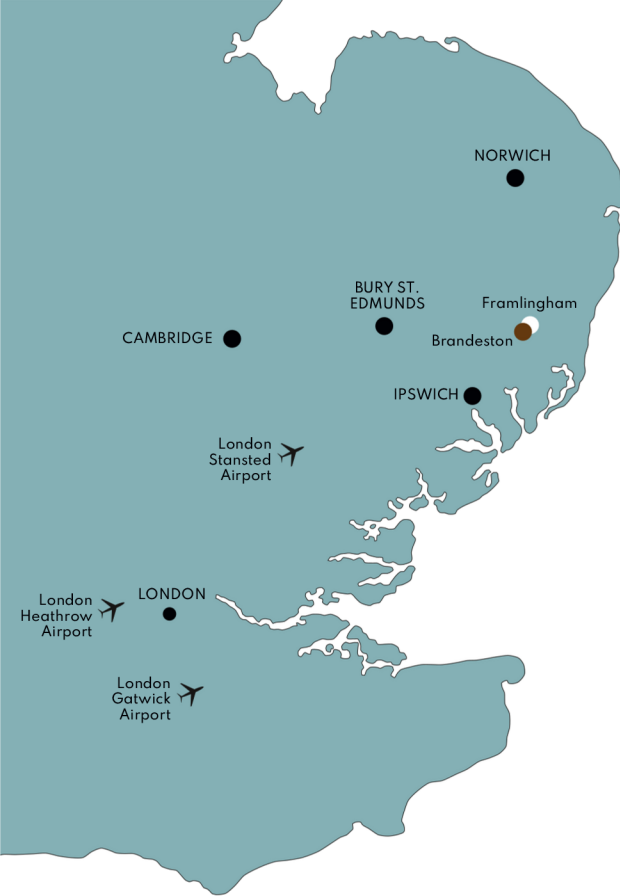 NORWICH
BURY ST.
EDMUNDS
Framlingham
CAMBRIDGE
Brandeston
IPSWICH
London
Stansted
Airport
London
Heathrow
Airport
LONDON
London
Gatwick
Airport